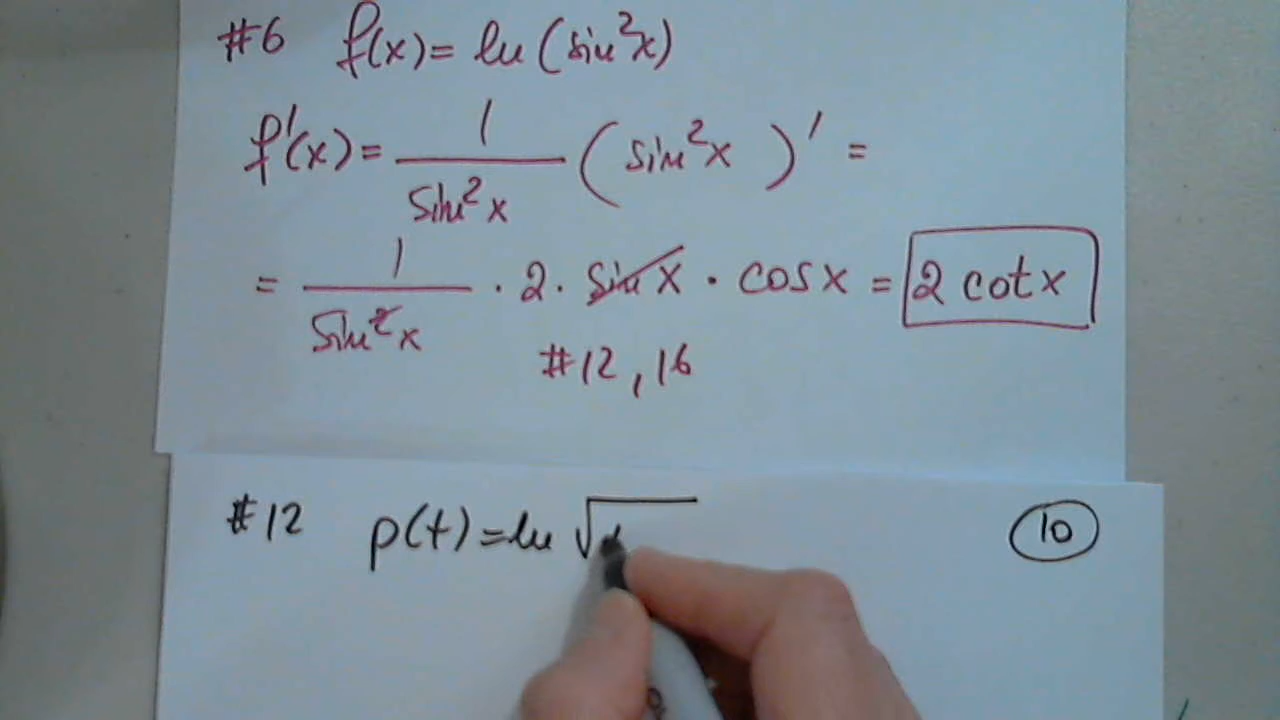 #6 f(x)= ln (sin²x)
f'(x)= 1/sin²x (sin²x )' =
= 1/sin²x · 2 · sin x · cos x = 2 cot x
#12, 16
#12 p(t)=ln √ 10